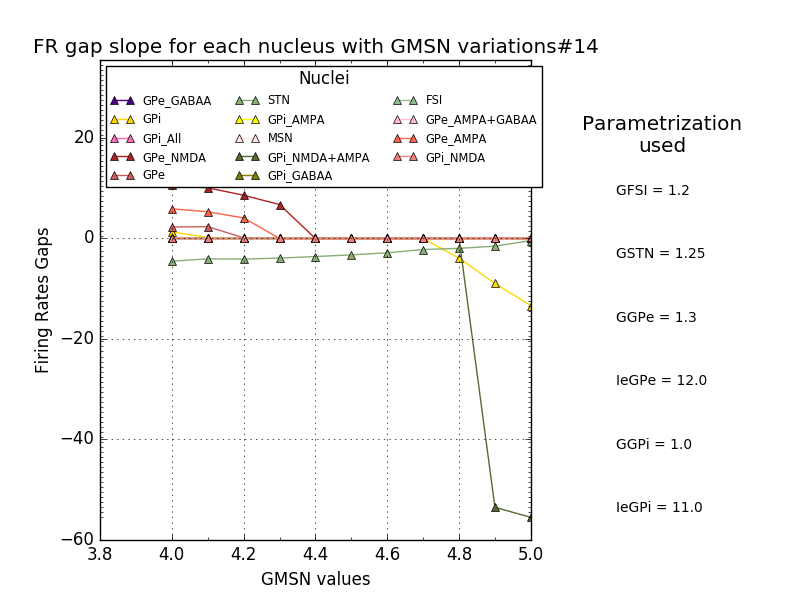 FR gap slope for each nucleus with GMSN variations#14
Nuclei
GPe_GABAA STN FSI
GPi GPi_AMPA GPe_AMPA+GABAA
GPi_All MSN GPe_AMPA
GPe_NMDA GPi_NMDA+AMPA GPi_NMDA
GPe GPi_GABAA
20
0
−20
−40
−60
Firing Rates Gaps
3.8 4.0 4.2 4.4 4.6 4.8 5.0
GMSN values
Parametrization
used
GFSI = 1.2
GSTN = 1.25
GGPe = 1.3
IeGPe = 12.0
GGPi = 1.0
IeGPi = 11.0